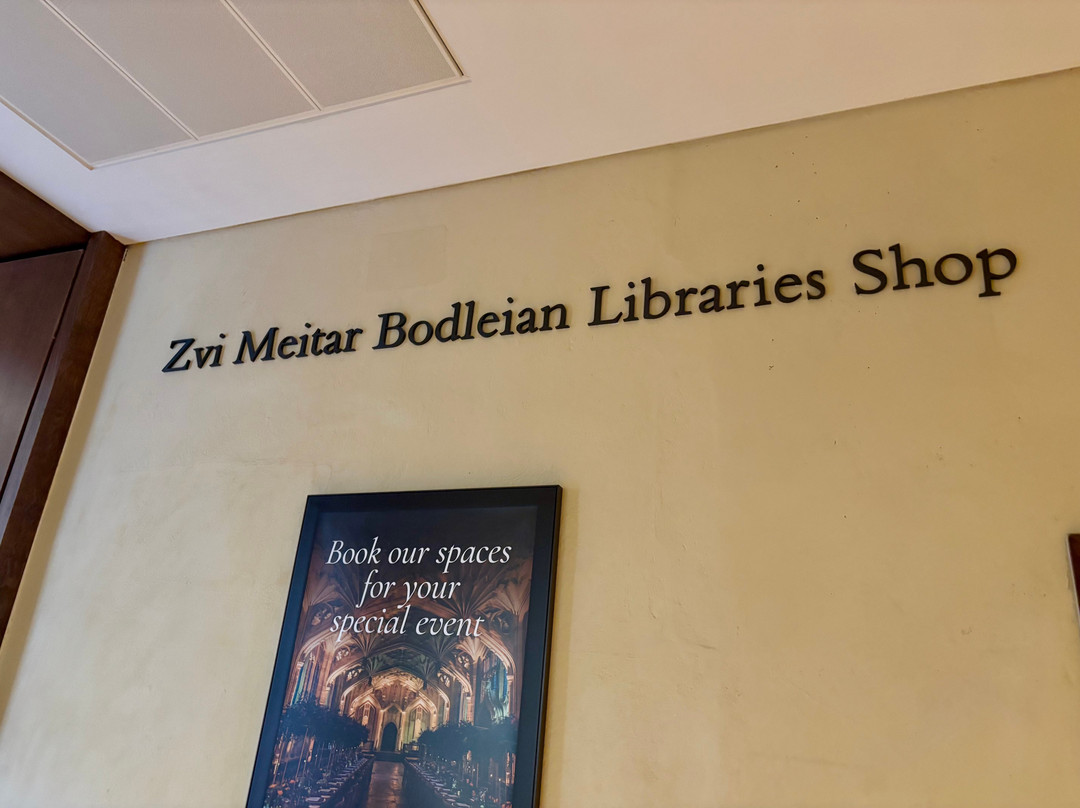 Zvi Meitar Bodleian Libraries Shop
Book our spaces
for your
special event